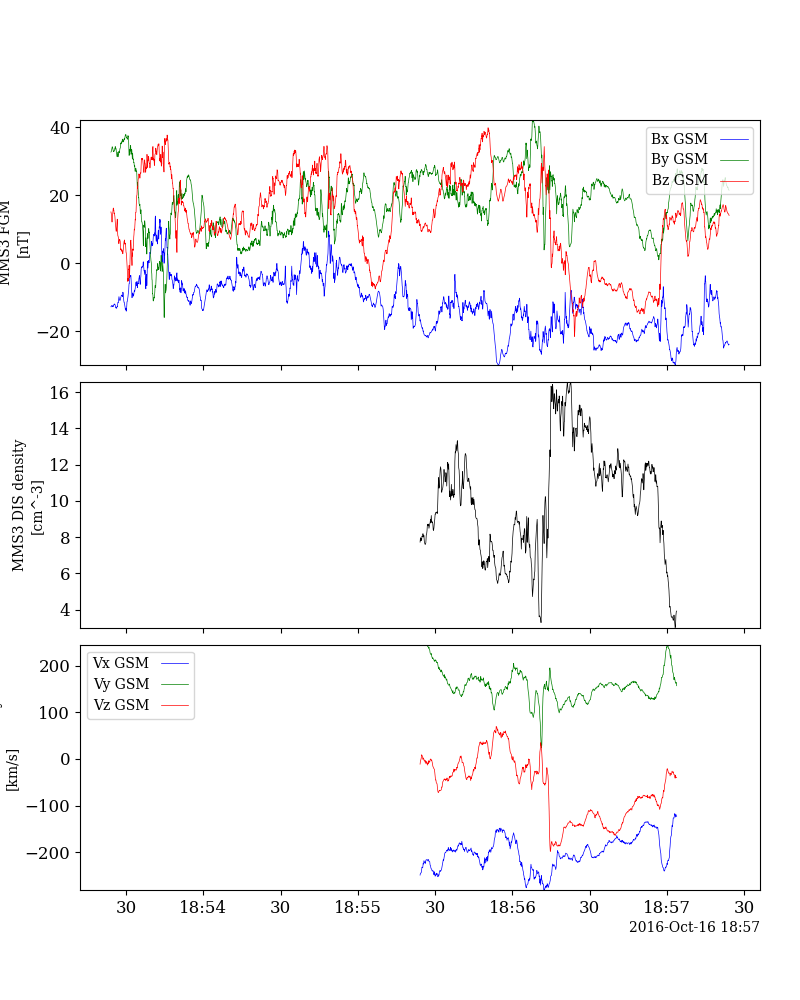 40
20
0
−20
MMS3 FGM
[nT]
Bx GSM
By GSM
Bz GSM
16
14
12
10
8
6
4
MMS3 DIS density
[cm^-3]
200
100
0
−100
−200
[km/s]
Vx GSM
Vy GSM
Vz GSM
30 18:54 30 18:55 30 18:56 30 18:57 30
2016-Oct-16 18:57